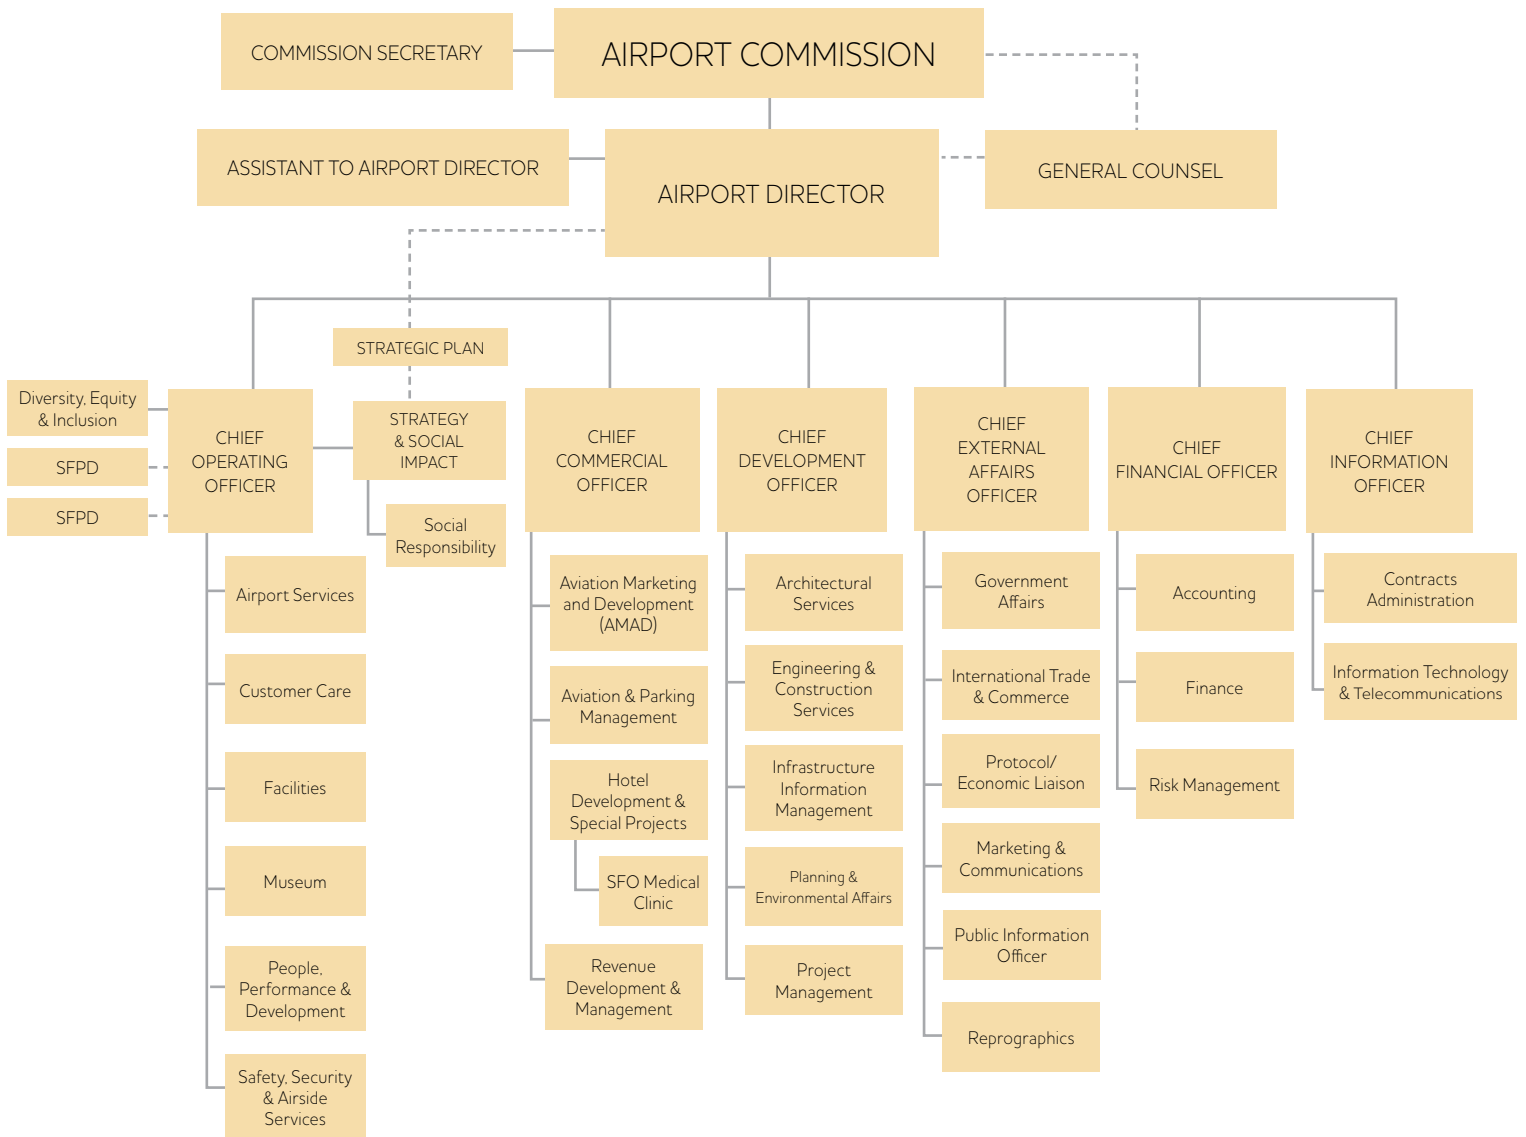 COMMISSION SECRETARY
AIRPORT COMMISSION
ASSISTANT TO AIRPORT DIRECTOR
AIRPORT DIRECTOR
GENERAL COUNSEL
STRATEGIC PLAN
Diversity, Equity
& Inclusion
SFPD
SFPD
CHIEF
OPERATING
OFFICER
STRATEGY
& SOCIAL
IMPACT
Social
Responsibility
Airport Services
Customer Care
Facilities
Museum
People,
Performance &
Development
Safety, Security
& Airside
Services
CHIEF
COMMERCIAL
OFFICER
Aviation Marketing
and Development
(AMAD)
Aviation & Parking
Management
Hotel
Development &
Special Projects
SFO Medical
Clinic
Revenue
Development &
Management
CHIEF
DEVELOPMENT
OFFICER
Architectural
Services
Engineering &
Construction
Services
Infrastructure
Information
Management
Planning &
Environmental Affairs
Project
Management
CHIEF
EXTERNAL
AFFAIRS
OFFICER
Government
Affairs
International Trade
& Commerce
Protocol/
Economic Liaison
Marketing &
Communications
Public Information
Officer
Reprographics
CHIEF
FINANCIAL OFFICER
Accounting
Finance
Risk Management
CHIEF
INFORMATION
OFFICER
Contracts
Administration
Information Technology
& Telecommunications